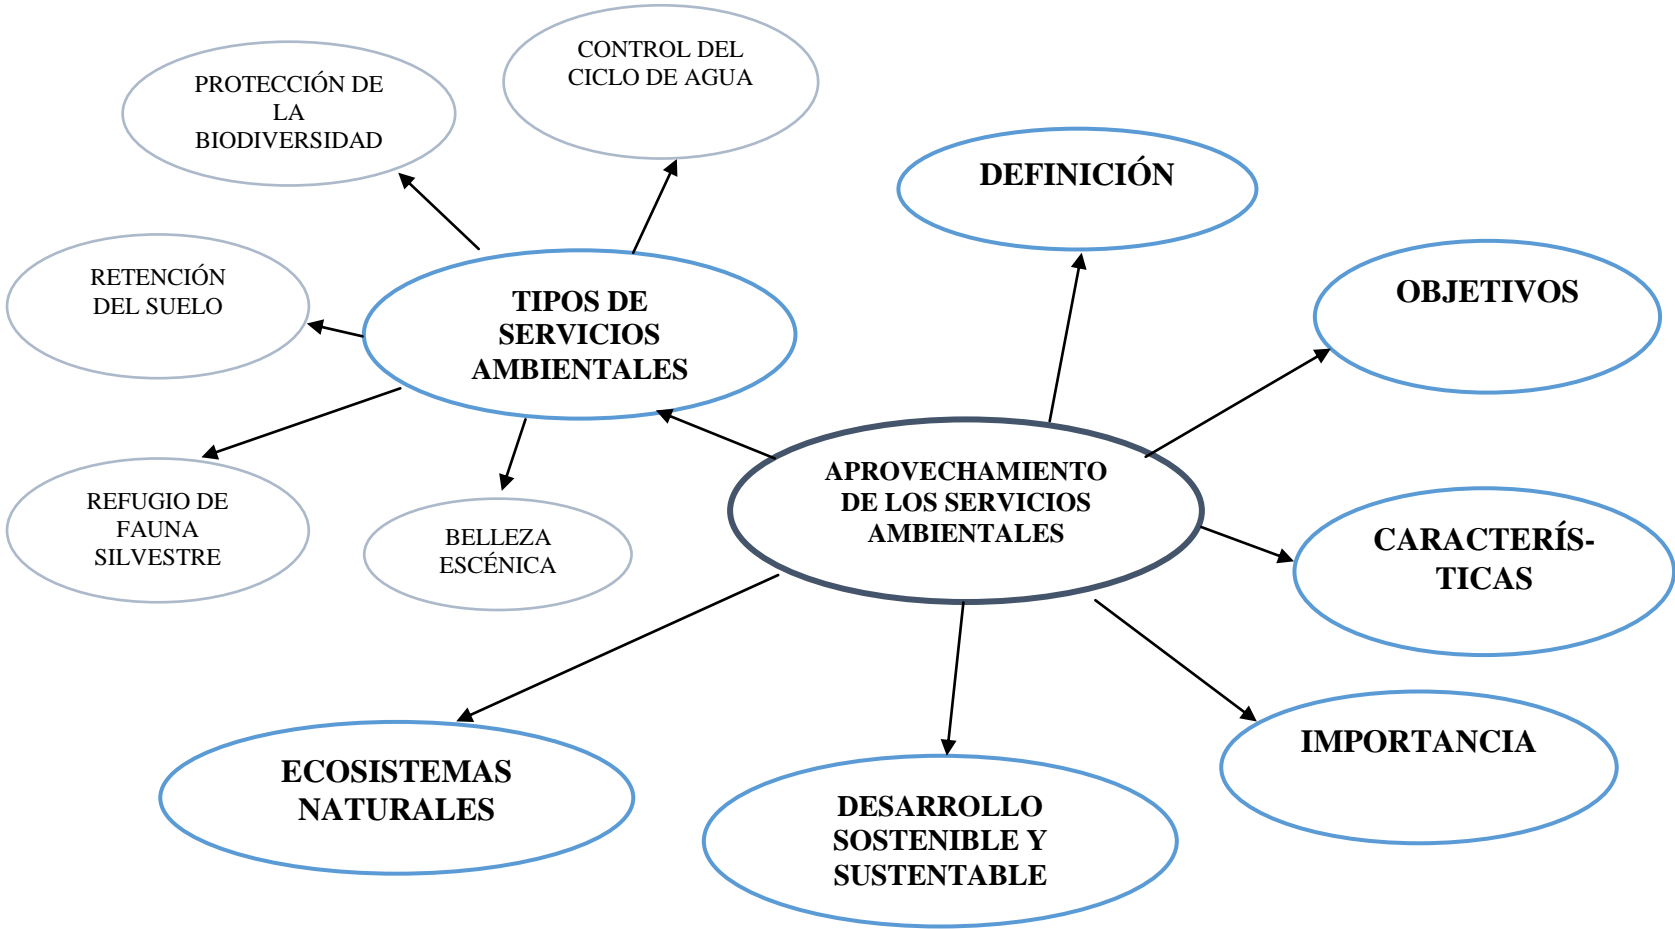 CONTROL DEL
CICLO DE AGUA
PROTECCIÓN DE
LA
BIODIVERSIDAD
DEFINICIÓN
RETENCIÓN
DEL SUELO
TIPOS DE
SERVICIOS
AMBIENTALES
OBJETIVOS
APROVECHAMIENTO
DE LOS SERVICIOS
AMBIENTALES
REFUGIO DE
FAUNA
SILVESTRE
BELLEZA
ESCÉNICA
CARACTERÍS-
TICAS
IMPORTANCIA
ECOSISTEMAS
NATURALES
DESARROLLO
SOSTENIBLE Y
SUSTENTABLE